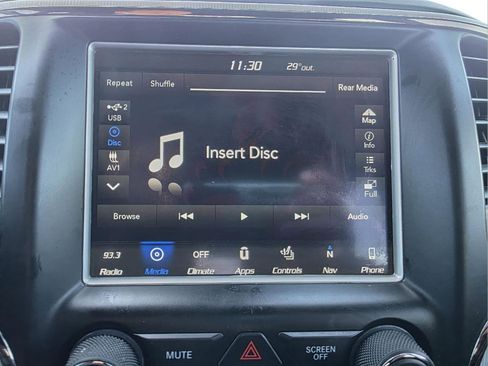 11:30 29°out.
Repeat Shuffle Rear Media
2
USB
Map
Disc
Info
Insert Disc
AV1
Trks
Full
Browse Audio
93.3 OFF N
Radio Media Climate Apps Controls Nav Phone
MUTE SCREEN OFF